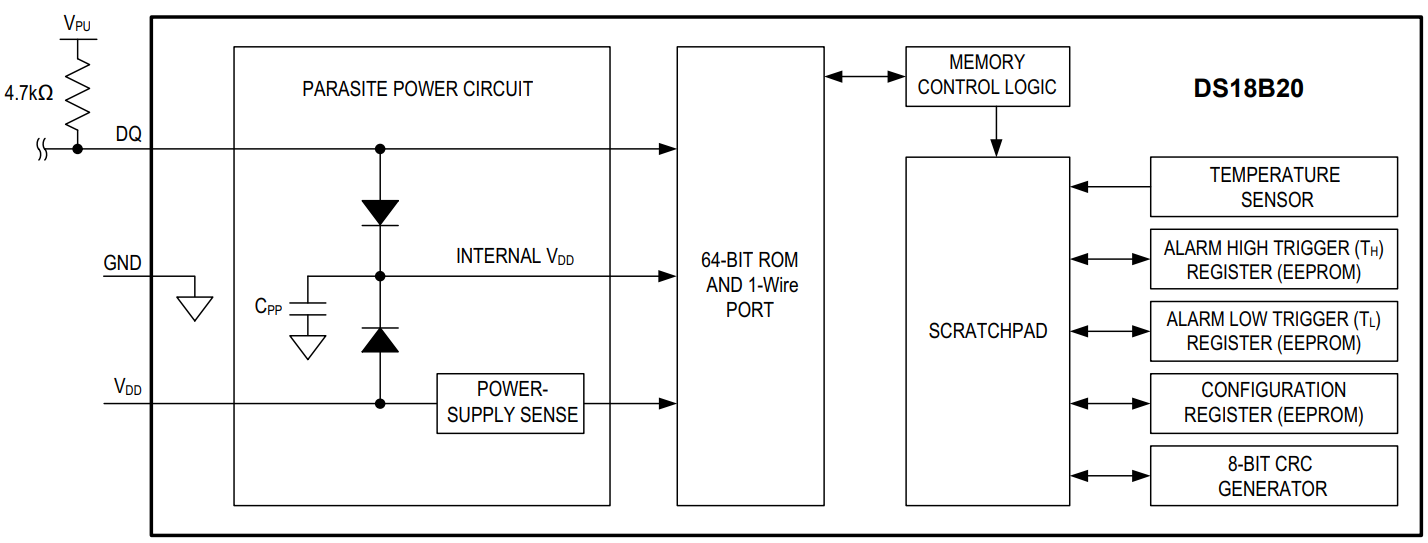 VPU
4.7kΩ
DQ
GND
VDD
PARASITE POWER CIRCUIT
INTERNAL VDD
CPP
POWER-
SUPPLY SENSE
64-BIT ROM
AND 1-Wire
PORT
MEMORY
CONTROL LOGIC
SCRATCHPAD
DS18B20
TEMPERATURE
SENSOR
ALARM HIGH TRIGGER (TH)
REGISTER (EEPROM)
ALARM LOW TRIGGER (TL)
REGISTER (EEPROM)
CONFIGURATION
REGISTER (EEPROM)
8-BIT CRC
GENERATOR